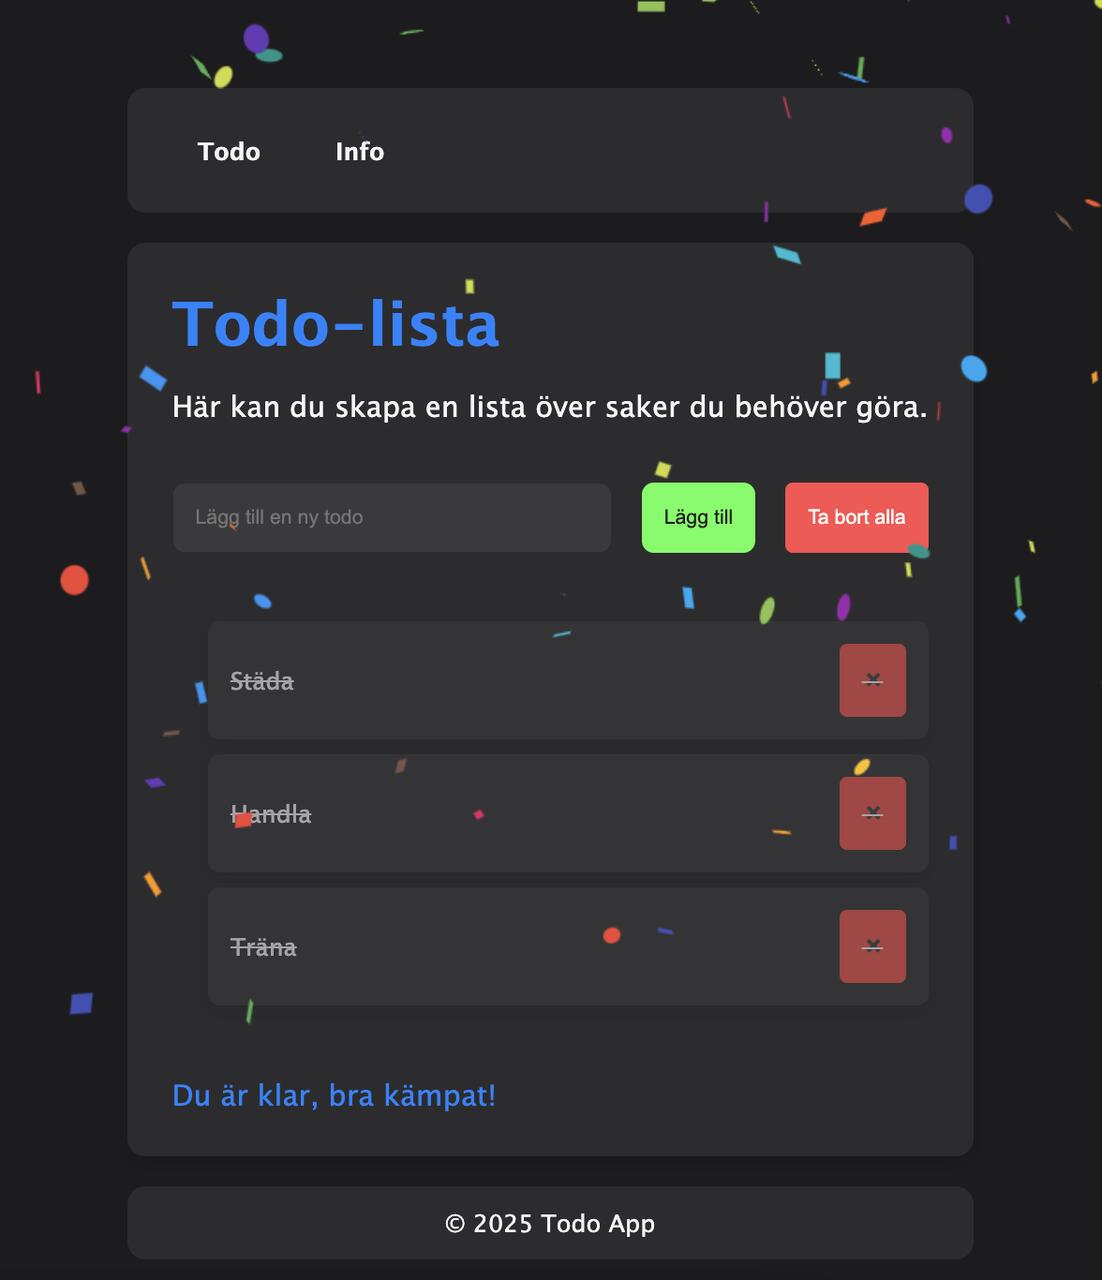 Todo Info
Todo-lista
Här kan du skapa en lista över saker du behöver göra.
Lägg till en ny todo Lägg till Ta bort alla
Städa ✕
Handla ✕
Träna ✕
Du är klar, bra kämpat!
© 2025 Todo App